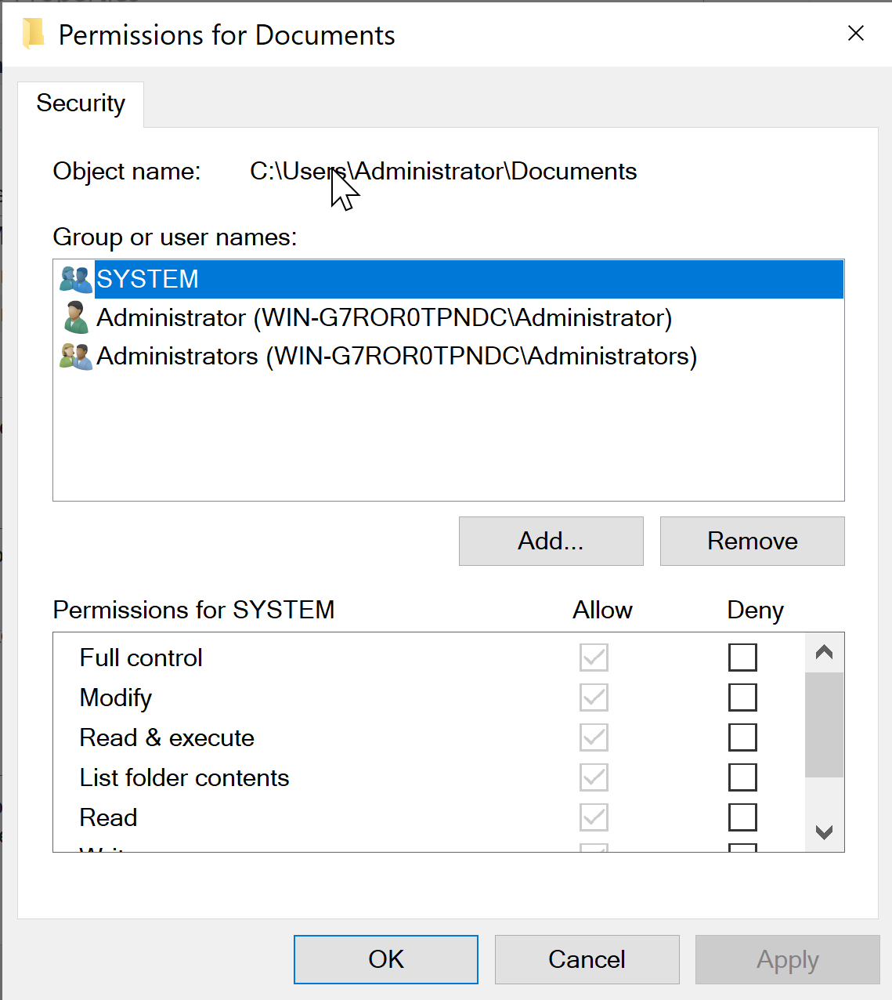 Permissions for Documents
Security
Object name: C:\Users\Administrator\Documents
Group or user names:
SYSTEM
Administrator (WIN-G7ROR0TPNDC\Administrator)
Administrators (WIN-G7ROR0TPNDC\Administrators)
Add... Remove
Permissions for SYSTEM Allow Deny
Full control
Modify
Read & execute
List folder contents
Read
OK Cancel Apply